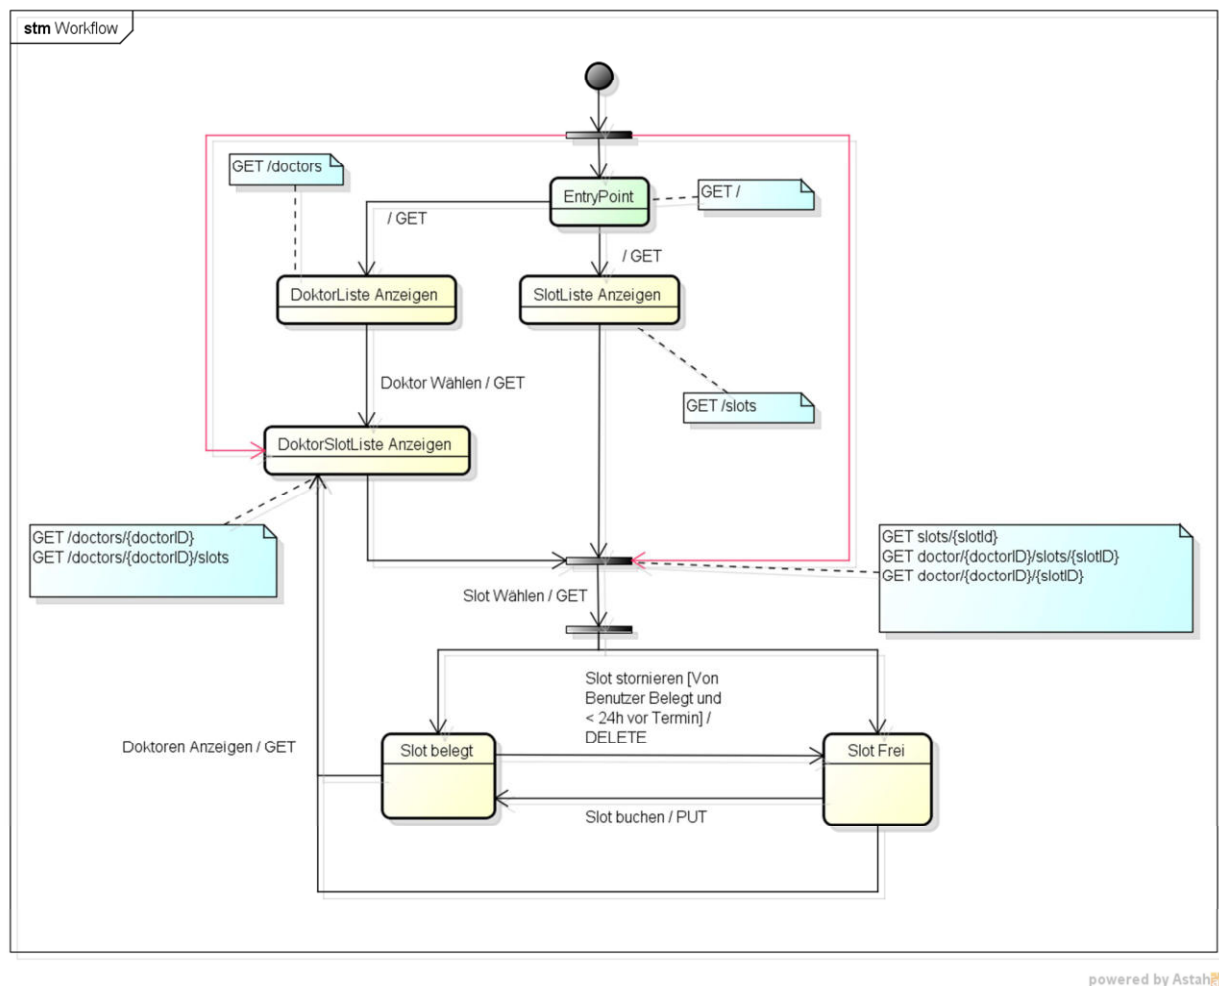 stm Workflow
GET /doctors
EntryPoint
GET /
/ GET
/ GET
DoktorListe Anzeigen
SlotListe Anzeigen
Doktor Wählen / GET
GET /slots
DoktorSlotListe Anzeigen
GET /doctors/{doctorID}
GET /doctors/{doctorID}/slots
GET slots/{slotId}
GET doctor/{doctorID}/slots/{slotID}
GET doctor/{doctorID}/{slotID}
Slot Wählen / GET
Slot stornieren [Von
Benutzer Belegt und
< 24h vor Termin] /
DELETE
Doktoren Anzeigen / GET
Slot belegt
Slot Frei
Slot buchen / PUT
powered by Astah